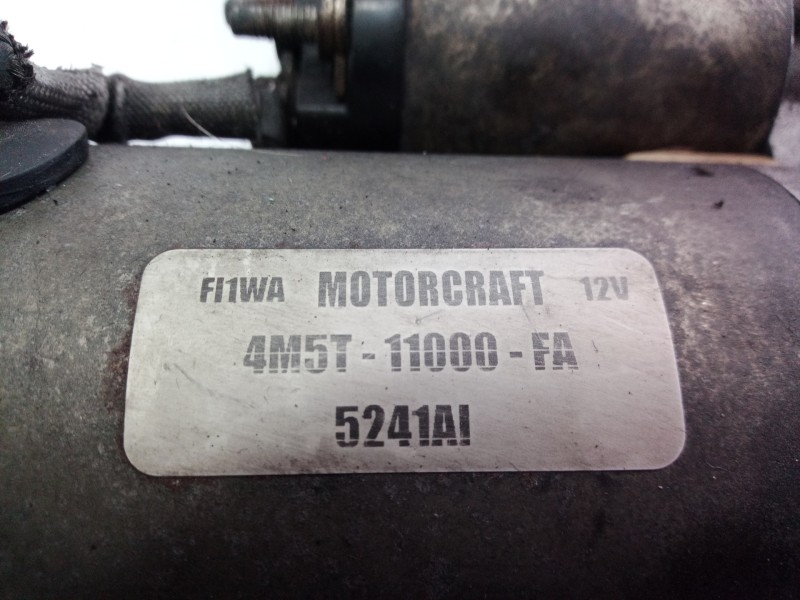 FI1WA MOTORCRAFT 12V
4M5T-11000-FA
5241AI